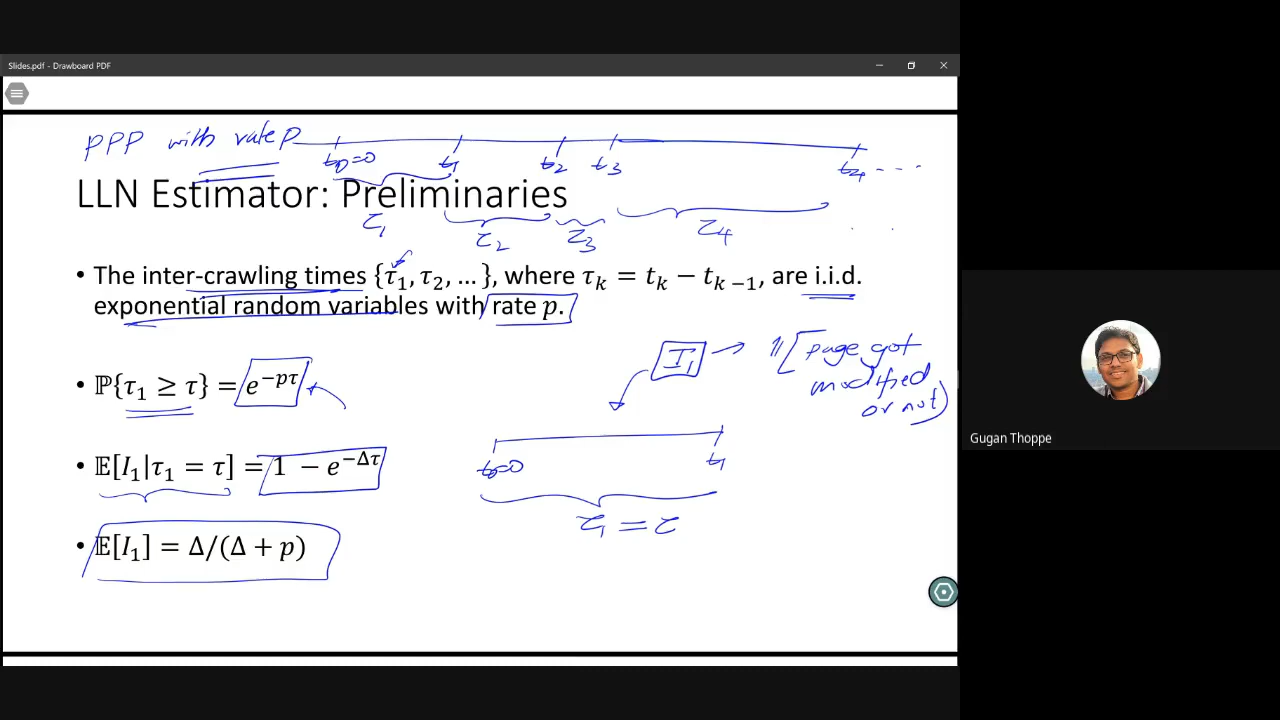 Slides.pdf - Drawboard PDF
PPP with rate p
t₀=0 t₁ t₂ t₃ t₄ ...
LLN Estimator: Preliminaries
τ₁ τ₂ τ₃ τ₄
• The inter-crawling times {τ₁, τ₂, ... }, where τₖ = tₖ − tₖ₋₁, are i.i.d.
exponential random variables with rate p.
I₁ → 𝟙[page got
modified
or not)
• ℙ{τ₁ ≥ τ} = e^{−pτ}
• 𝔼[I₁|τ₁ = τ] = 1 − e^{−Δτ}
t₀=0 t₁
τ₁ = τ
• 𝔼[I₁] = Δ/(Δ + p)
Gugan Thoppe